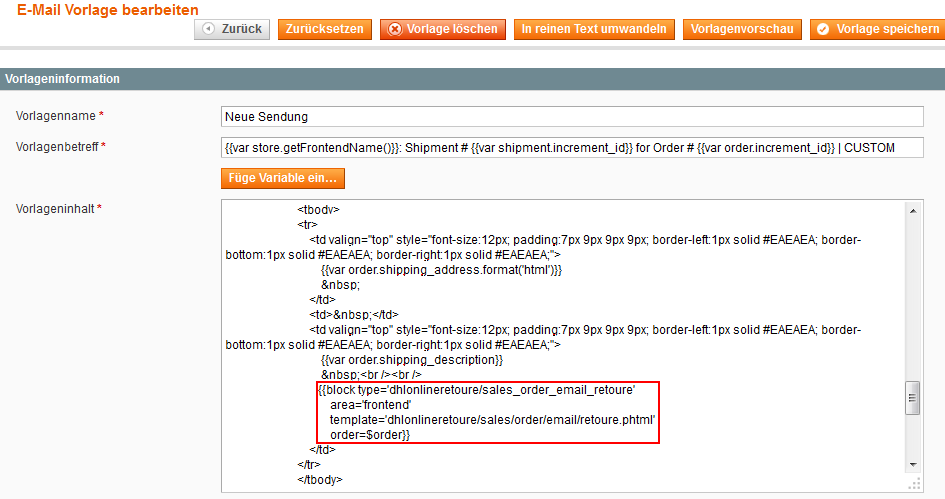 E-Mail Vorlage bearbeiten
Zurück Zurücksetzen Vorlage löschen In reinen Text umwandeln Vorlagenvorschau Vorlage speichern
Vorlageninformation
Vorlagenname * Neue Sendung
Vorlagenbetreff * {{var store.getFrontendName()}}: Shipment # {{var shipment.increment_id}} for Order # {{var order.increment_id}} | CUSTOM
Füge Variable ein...
Vorlageninhalt *
<tbody>
<tr>
<td valign="top" style="font-size:12px; padding:7px 9px 9px 9px; border-left:1px solid #EAEAEA; border-
bottom:1px solid #EAEAEA; border-right:1px solid #EAEAEA;">
{{var order.shipping_address.format('html')}}
&nbsp;
</td>
<td>&nbsp;</td>
<td valign="top" style="font-size:12px; padding:7px 9px 9px 9px; border-left:1px solid #EAEAEA; border-
bottom:1px solid #EAEAEA; border-right:1px solid #EAEAEA;">
{{var order.shipping_description}}
&nbsp;<br /><br />
{{block type='dhlonlineretoure/sales_order_email_retoure'
area='frontend'
template='dhlonlineretoure/sales/order/email/retoure.phtml'
order=$order}}
</td>
</tr>
</tbody>